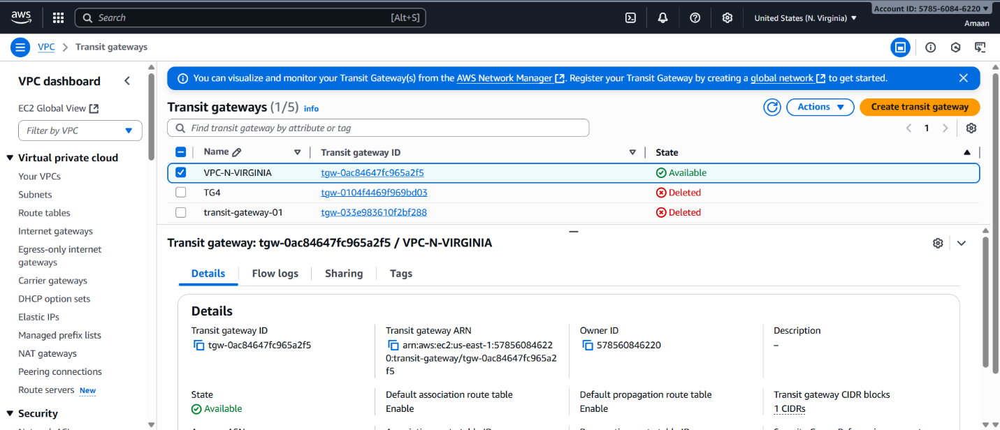 aws
Search [Alt+S]
United States (N. Virginia) ▼
Account ID: 5785-6084-6220 ▼
Amaan
VPC > Transit gateways
VPC dashboard
EC2 Global View
Filter by VPC
Virtual private cloud
Your VPCs
Subnets
Route tables
Internet gateways
Egress-only internet
gateways
Carrier gateways
DHCP option sets
Elastic IPs
Managed prefix lists
NAT gateways
Peering connections
Route servers New
Security
You can visualize and monitor your Transit Gateway(s) from the AWS Network Manager. Register your Transit Gateway by creating a global network to get started.
Transit gateways (1/5) info
Actions ▼
Create transit gateway
Find transit gateway by attribute or tag
1
Name Transit gateway ID State
VPC-N-VIRGINIA tgw-0ac84647fc965a2f5 Available
TG4 tgw-0104f4469f969bd03 Deleted
transit-gateway-01 tgw-033e983610f2bf288 Deleted
Transit gateway: tgw-0ac84647fc965a2f5 / VPC-N-VIRGINIA
Details Flow logs Sharing Tags
Details
Transit gateway ID
tgw-0ac84647fc965a2f5
Transit gateway ARN
arn:aws:ec2:us-east-1:57856084622
0:transit-gateway/tgw-0ac84647fc965a2
f5
Owner ID
578560846220
Description
–
State
Available
Default association route table
Enable
Default propagation route table
Enable
Transit gateway CIDR blocks
1 CIDRs